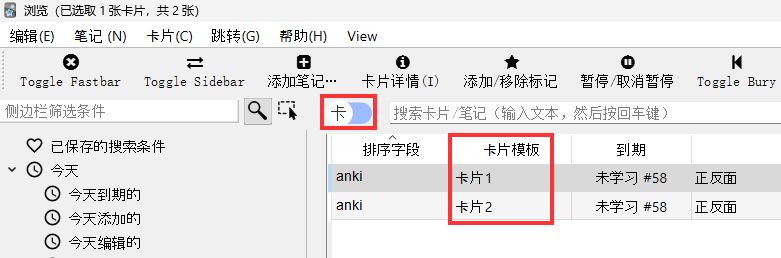 浏览（已选取 1 张卡片，共 2 张）
编辑(E) 笔记 (N) 卡片(C) 跳转(G) 帮助(H) View
Toggle Fastbar Toggle Sidebar 添加笔记… 卡片详情(I) 添加/移除标记 暂停/取消暂停 Toggle Bury
侧边栏筛选条件 卡 搜索卡片/笔记（输入文本，然后按回车键）
已保存的搜索条件
今天
今天到期的
今天添加的
今天编辑的
排序字段 卡片模板 到期
anki 卡片1 未学习 #58 正反面
anki 卡片2 未学习 #58 正反面